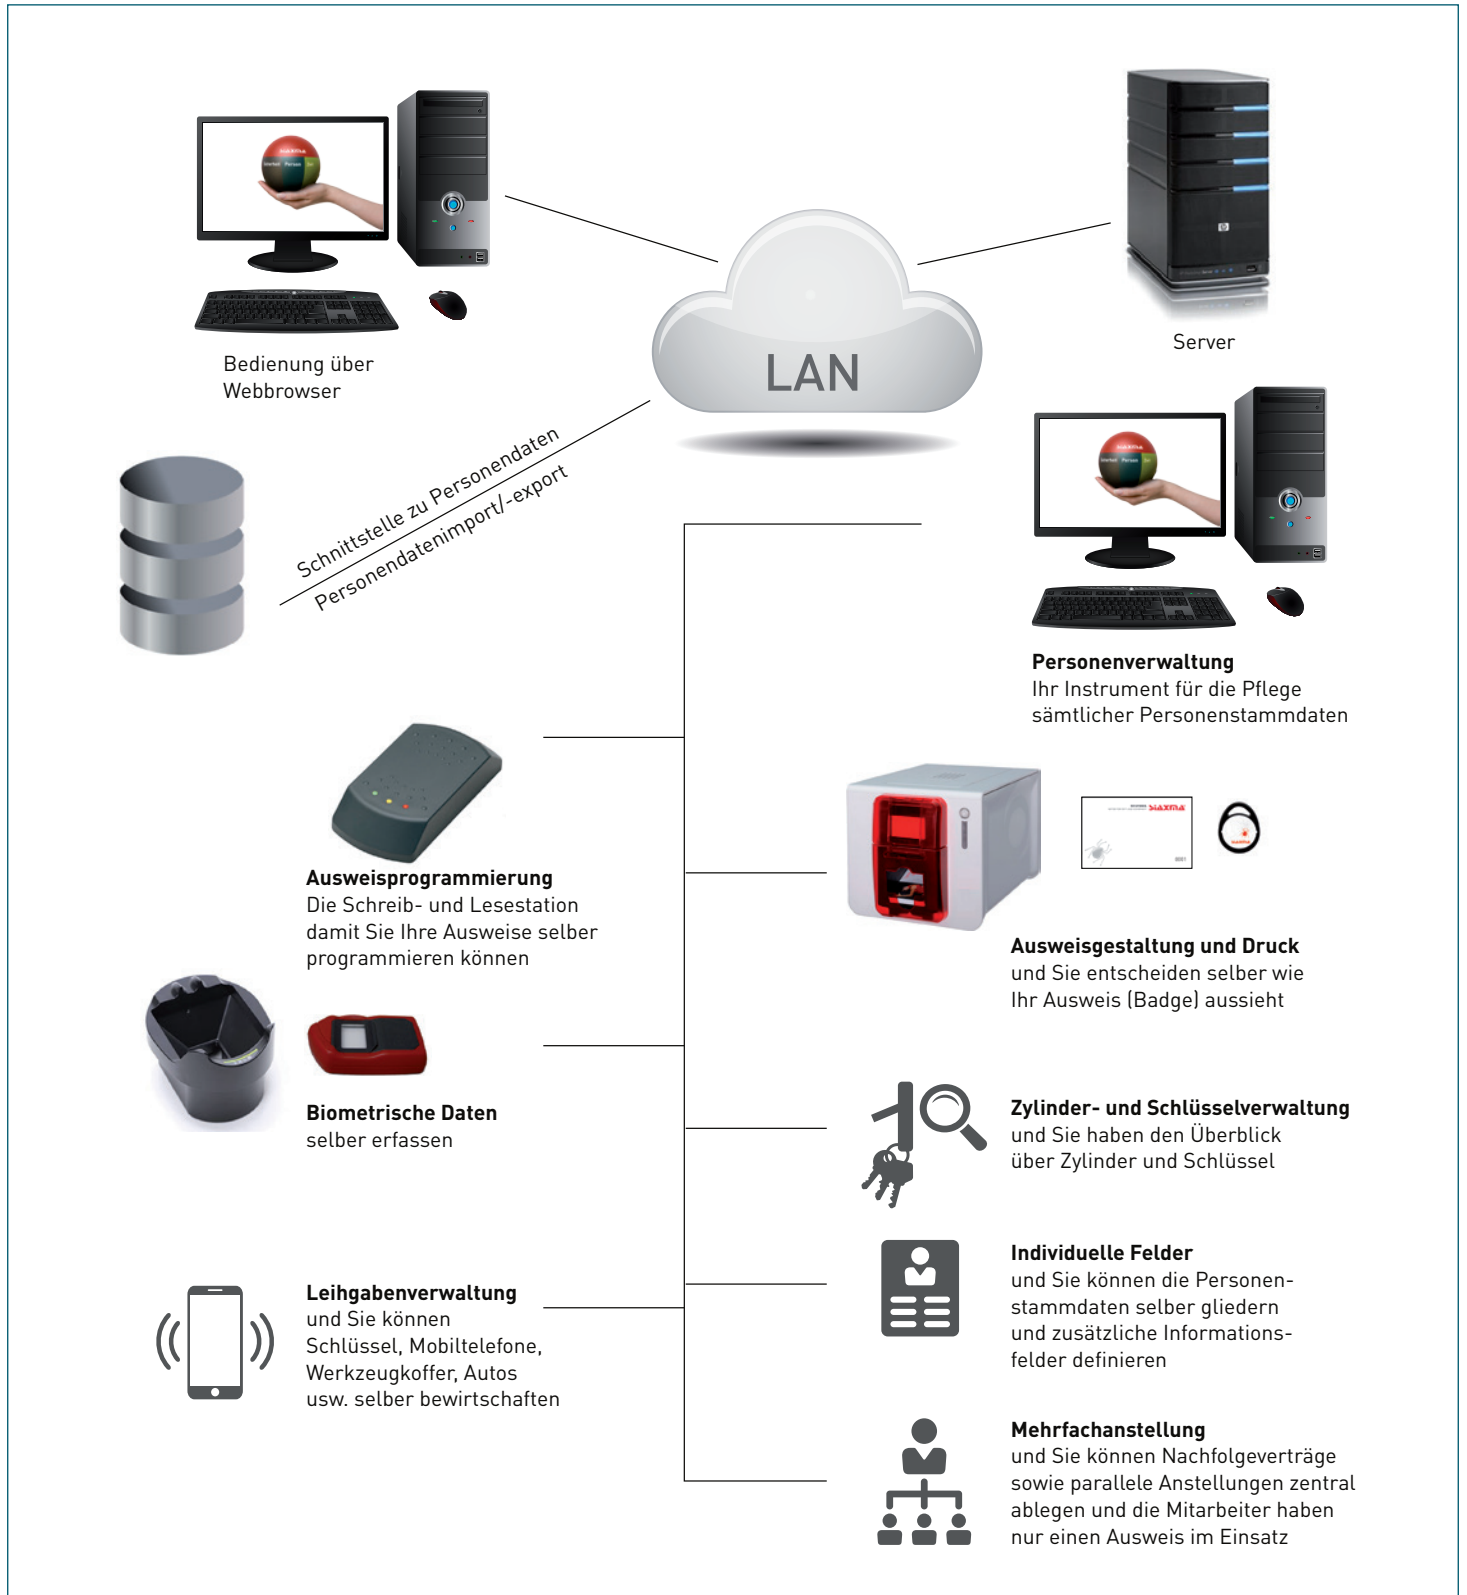 Bedienung über
Webbrowser
LAN
Server
Schnittstelle zu Personendaten
Personendatenimport/-export
Personenverwaltung
Ihr Instrument für die Pflege
sämtlicher Personenstammdaten
Ausweisprogrammierung
Die Schreib- und Lesestation
damit Sie Ihre Ausweise selber
programmieren können
SIAXMA
0001
Ausweisgestaltung und Druck
und Sie entscheiden selber wie
Ihr Ausweis (Badge) aussieht
Biometrische Daten
selber erfassen
Zylinder- und Schlüsselverwaltung
und Sie haben den Überblick
über Zylinder und Schlüssel
Leihgabenverwaltung
und Sie können
Schlüssel, Mobiltelefone,
Werkzeugkoffer, Autos
usw. selber bewirtschaften
Individuelle Felder
und Sie können die Personen-
stammdaten selber gliedern
und zusätzliche Informations-
felder definieren
Mehrfachanstellung
und Sie können Nachfolgeverträge
sowie parallele Anstellungen zentral
ablegen und die Mitarbeiter haben
nur einen Ausweis im Einsatz